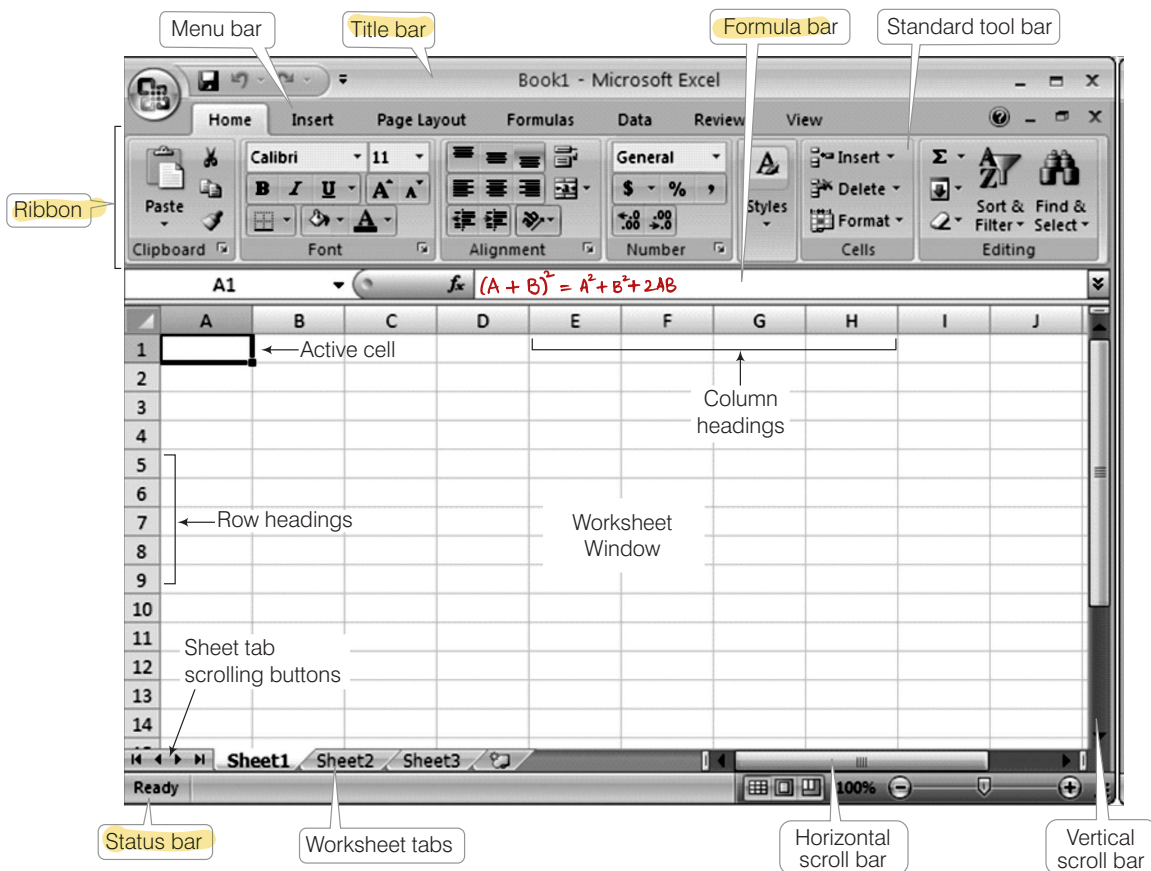 Menu bar
Title bar
Formula bar
Standard tool bar
Book1 - Microsoft Excel
Home Insert Page Layout Formulas Data Review View
Ribbon
Paste
Clipboard
Calibri 11
B I U A A
A
Font
Alignment
General
$ % ,
.00 .0
Number
A
Styles
Insert
Delete
Format
Cells
Σ
Sort & Filter
Find & Select
Editing
A1 fx (A + B)² = A² + B² + 2AB
A B C D E F G H I J
1
Active cell
2
3
Column
headings
4
5
6
7
Row headings
Worksheet
Window
8
9
10
11
Sheet tab
scrolling buttons
12
13
14
Sheet1 Sheet2 Sheet3
Ready 100%
Status bar
Worksheet tabs
Horizontal
scroll bar
Vertical
scroll bar